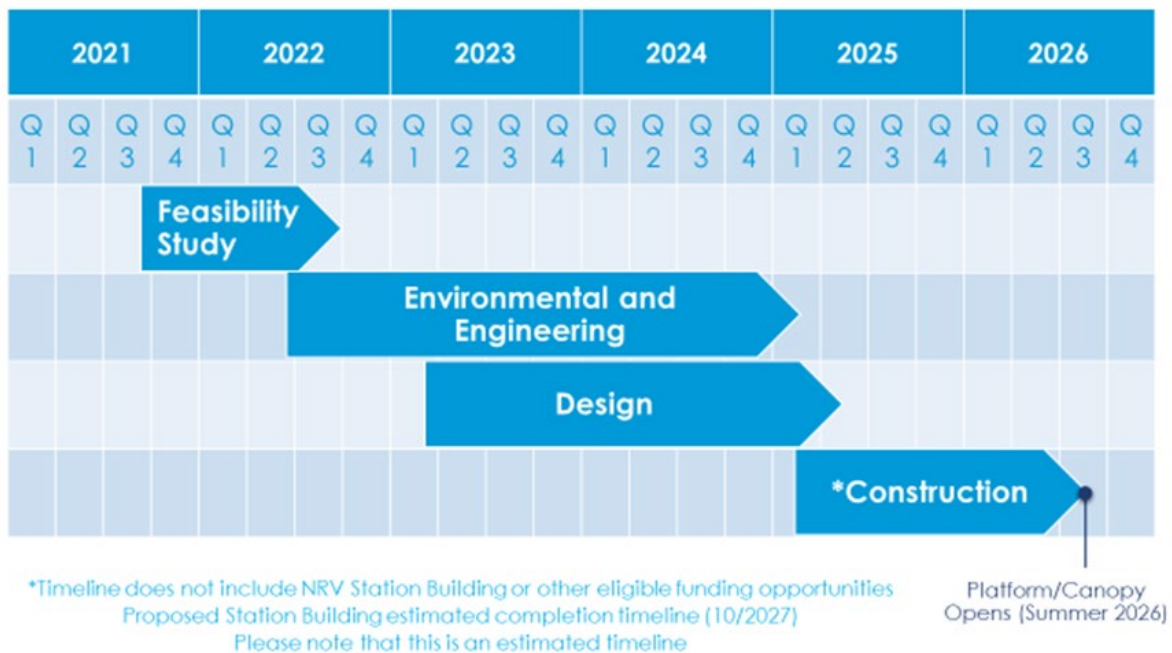 2021 2022 2023 2024 2025 2026
Q Q Q Q Q Q Q Q Q Q Q Q Q Q Q Q Q Q Q Q Q Q Q Q
1 2 3 4 1 2 3 4 1 2 3 4 1 2 3 4 1 2 3 4 1 2 3 4
Feasibility
Study
Environmental and
Engineering
Design
*Construction
*Timeline does not include NRV Station Building or other eligible funding opportunities
Proposed Station Building estimated completion timeline (10/2027)
Please note that this is an estimated timeline
Platform/Canopy
Opens (Summer 2026)